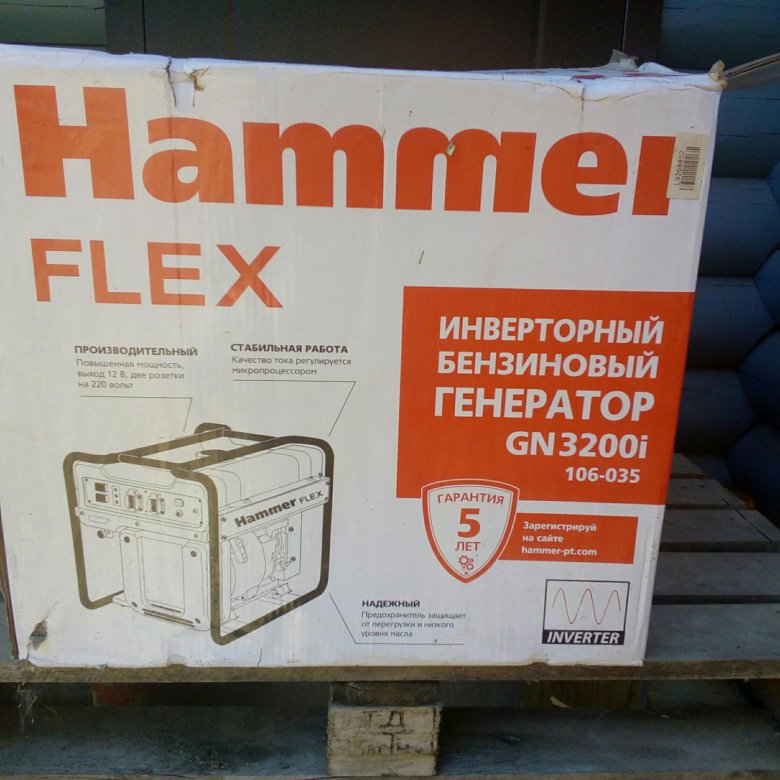 Hammer
L9268852
FLEX
ИНВЕРТОРНЫЙ
БЕНЗИНОВЫЙ
ГЕНЕРАТОР
GN3200i
106-035
ПРОИЗВОДИТЕЛЬНЫЙ
Повышенная мощность,
выход 12 В, две розетки
на 220 вольт
СТАБИЛЬНАЯ РАБОТА
Качество тока регулируется
микропроцессором
Hammer FLEX
ГАРАНТИЯ
5
ЛЕТ
Зарегистрируй
на сайте
hammer-pt.com
НАДЕЖНЫЙ
Предохранитель защищает
от перегрузки и низкого
уровня масла
INVERTER